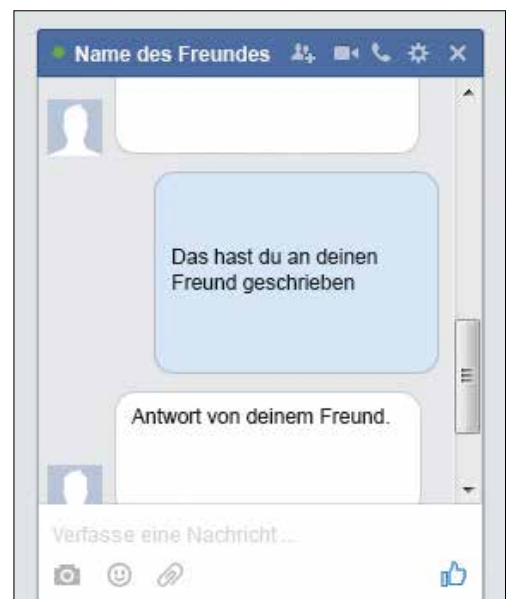 Name des Freundes
Das hast du an deinen
Freund geschrieben
Antwort von deinem Freund.
Verfasse eine Nachricht ...